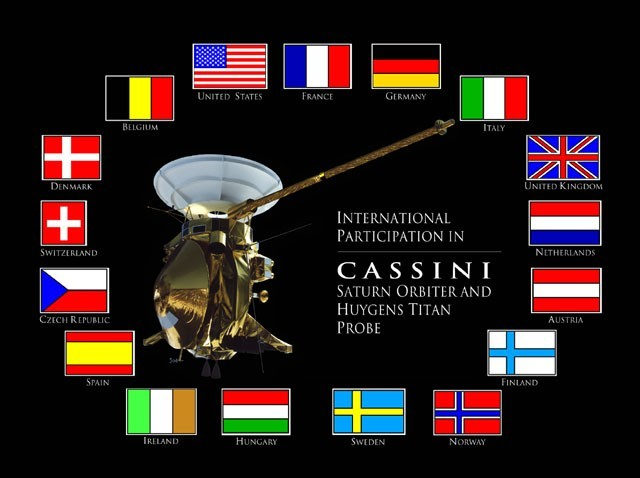 UNITED STATES
FRANCE
GERMANY
BELGIUM
ITALY
DENMARK
UNITED KINGDOM
SWITZERLAND
NETHERLANDS
CZECH REPUBLIC
AUSTRIA
SPAIN
FINLAND
IRELAND
HUNGARY
SWEDEN
NORWAY
INTERNATIONAL
PARTICIPATION IN
CASSINI
SATURN ORBITER AND
HUYGENS TITAN
PROBE